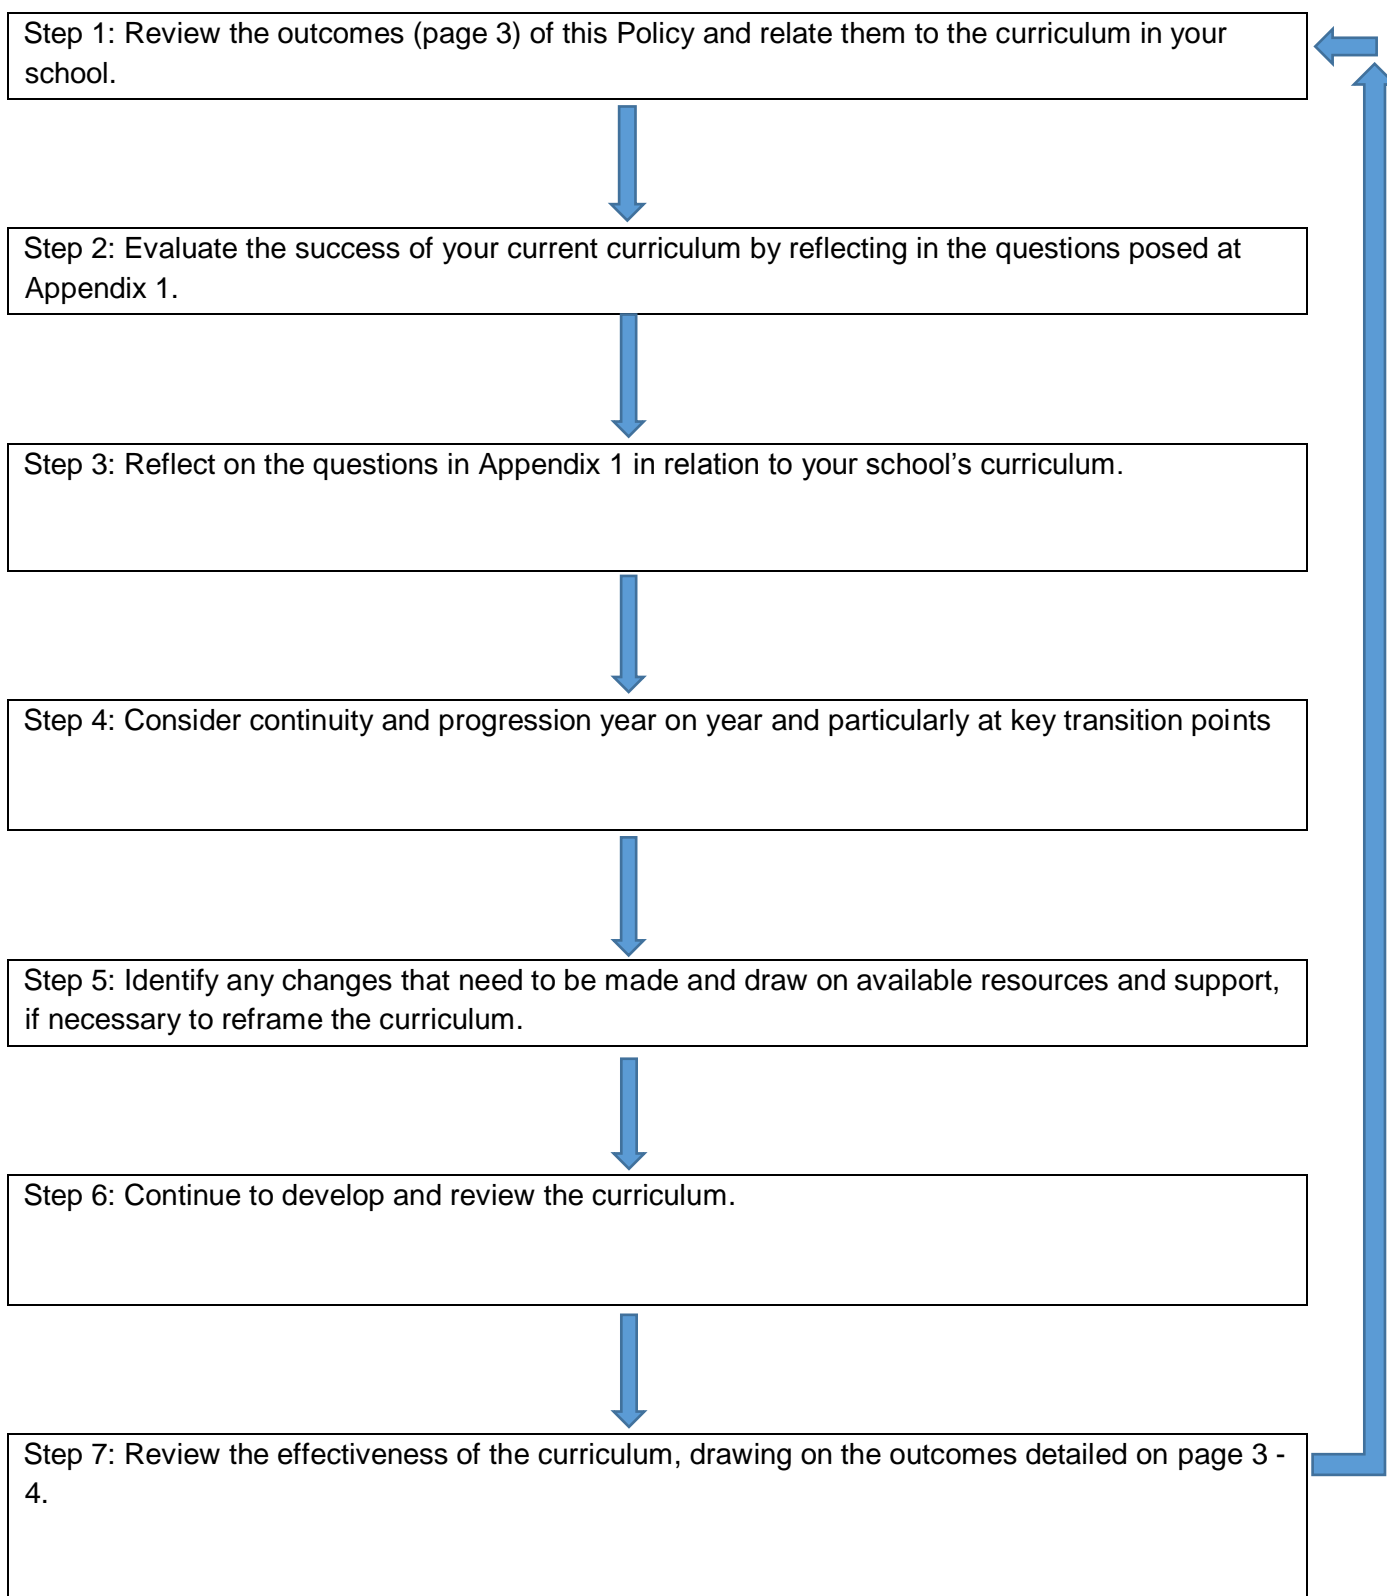 Step 1: Review the outcomes (page 3) of this Policy and relate them to the curriculum in your
school.
Step 2: Evaluate the success of your current curriculum by reflecting in the questions posed at
Appendix 1.
Step 3: Reflect on the questions in Appendix 1 in relation to your school’s curriculum.
Step 4: Consider continuity and progression year on year and particularly at key transition points
Step 5: Identify any changes that need to be made and draw on available resources and support,
if necessary to reframe the curriculum.
Step 6: Continue to develop and review the curriculum.
Step 7: Review the effectiveness of the curriculum, drawing on the outcomes detailed on page 3 -
4.